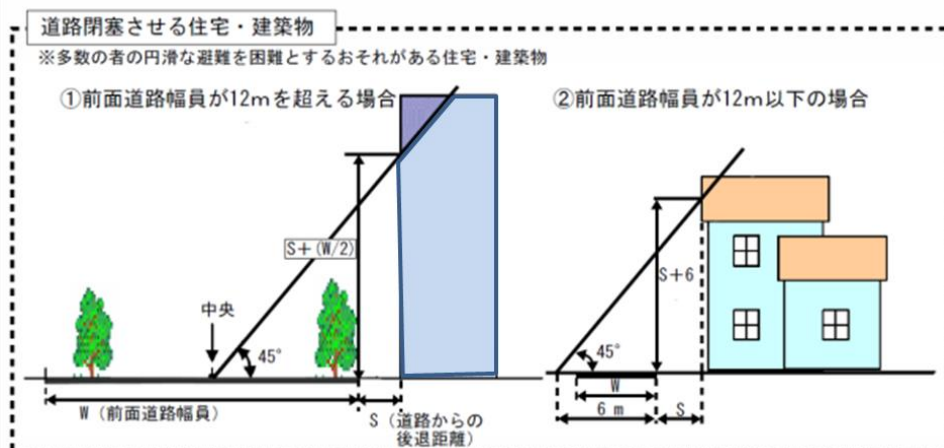 道路閉塞させる住宅・建築物
※多数の者の円滑な避難を困難とするおそれがある住宅・建築物
①前面道路幅員が12mを超える場合
S+(W/2)
中央
45°
W(前面道路幅員)
S(道路からの
後退距離)
②前面道路幅員が12m以下の場合
S+6
45°
W
6 m
S